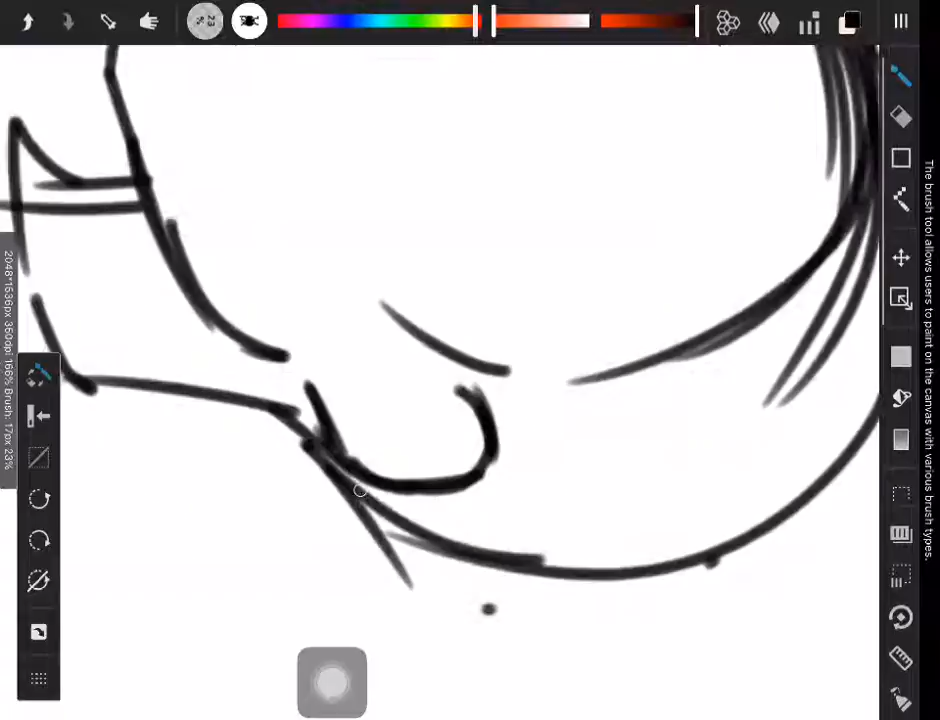 2048*1536px 350dpi 166% Brush: 17px 23%
The brush tool allows users to paint on the canvas with various brush types.